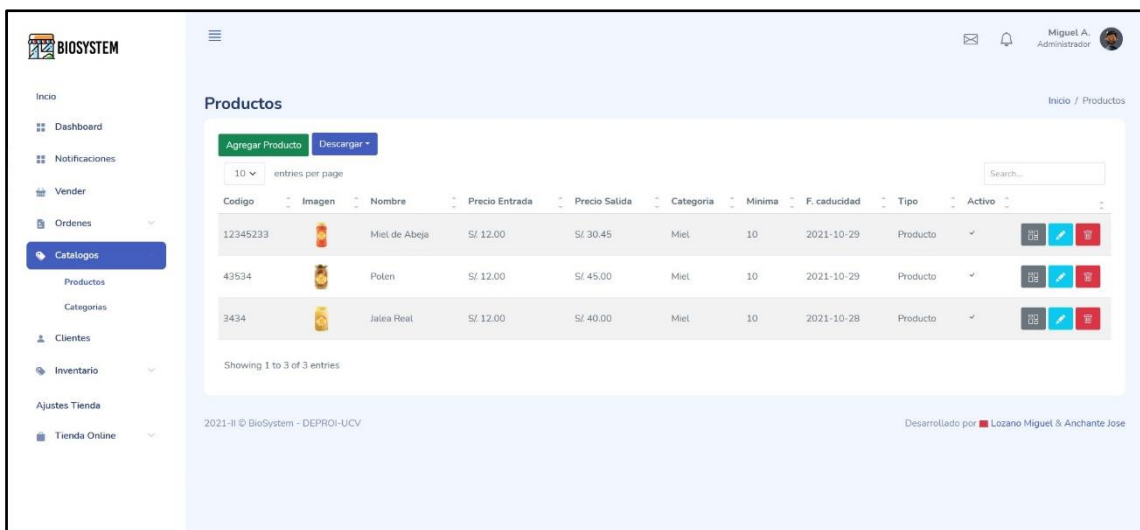 BIOSYSTEM
Miguel A.
Administrador
Incio
Dashboard
Notificaciones
Vender
Ordenes
Catalogos
Productos
Categorias
Clientes
Inventario
Ajustes Tienda
Tienda Online
Productos
Inicio / Productos
Agregar Producto Descargar
10 entries per page Search...
Codigo Imagen Nombre Precio Entrada Precio Salida Categoria Minima F. caducidad Tipo Activo
12345233 Miel de Abeja S/. 12.00 S/. 30.45 Miel 10 2021-10-29 Producto
43534 Polen S/. 12.00 S/. 45.00 Miel 10 2021-10-29 Producto
3434 Jalea Real S/. 12.00 S/. 40.00 Miel 10 2021-10-28 Producto
Showing 1 to 3 of 3 entries
2021-II © BioSystem - DEPROI-UCV Desarrollado por Lozano Miguel & Anchante Jose